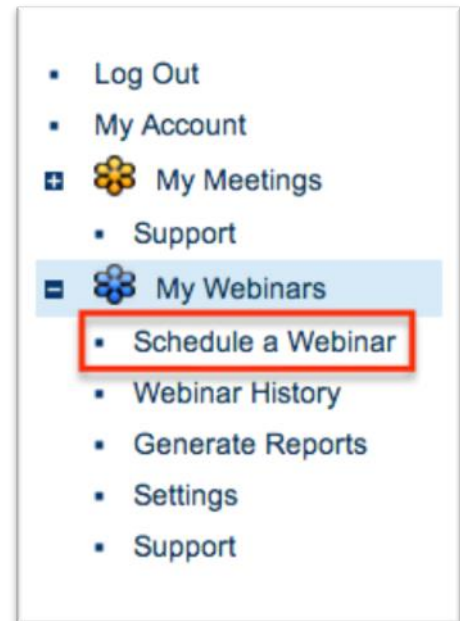 Log Out
My Account
My Meetings
Support
My Webinars
Schedule a Webinar
Webinar History
Generate Reports
Settings
Support